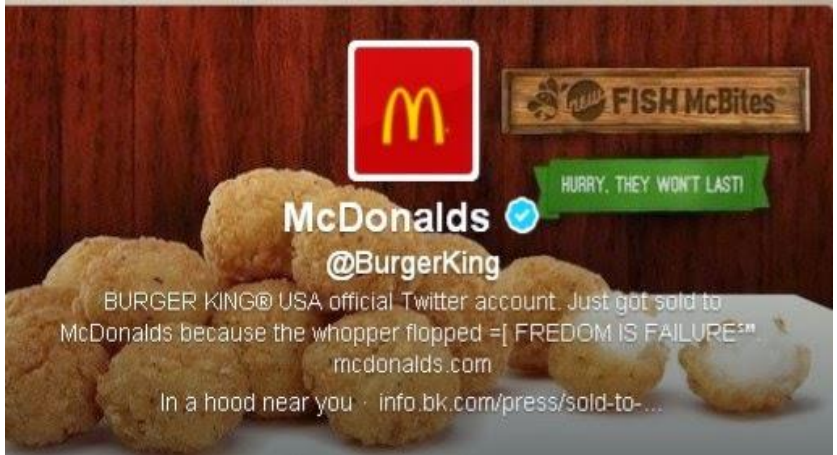 NEW FISH McBites®
HURRY, THEY WON'T LAST!
McDonalds
@BurgerKing
BURGER KING® USA official Twitter account. Just got sold to
McDonalds because the whopper flopped =[ FREDOM IS FAILURE℠.
mcdonalds.com
In a hood near you · info.bk.com/press/sold-to-...